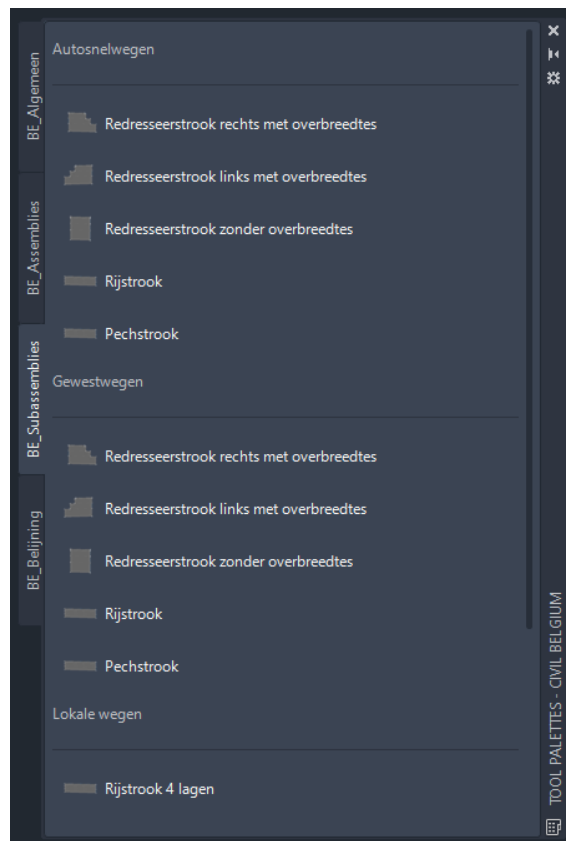 BE_Algemeen
BE_Assemblies
BE_Subassemblies
BE_Belijning
Autosnelwegen
Redresseerstrook rechts met overbreedtes
Redresseerstrook links met overbreedtes
Redresseerstrook zonder overbreedtes
Rijstrook
Pechstrook
Gewestwegen
Redresseerstrook rechts met overbreedtes
Redresseerstrook links met overbreedtes
Redresseerstrook zonder overbreedtes
Rijstrook
Pechstrook
Lokale wegen
Rijstrook 4 lagen
TOOL PALETTES - CIVIL BELGIUM